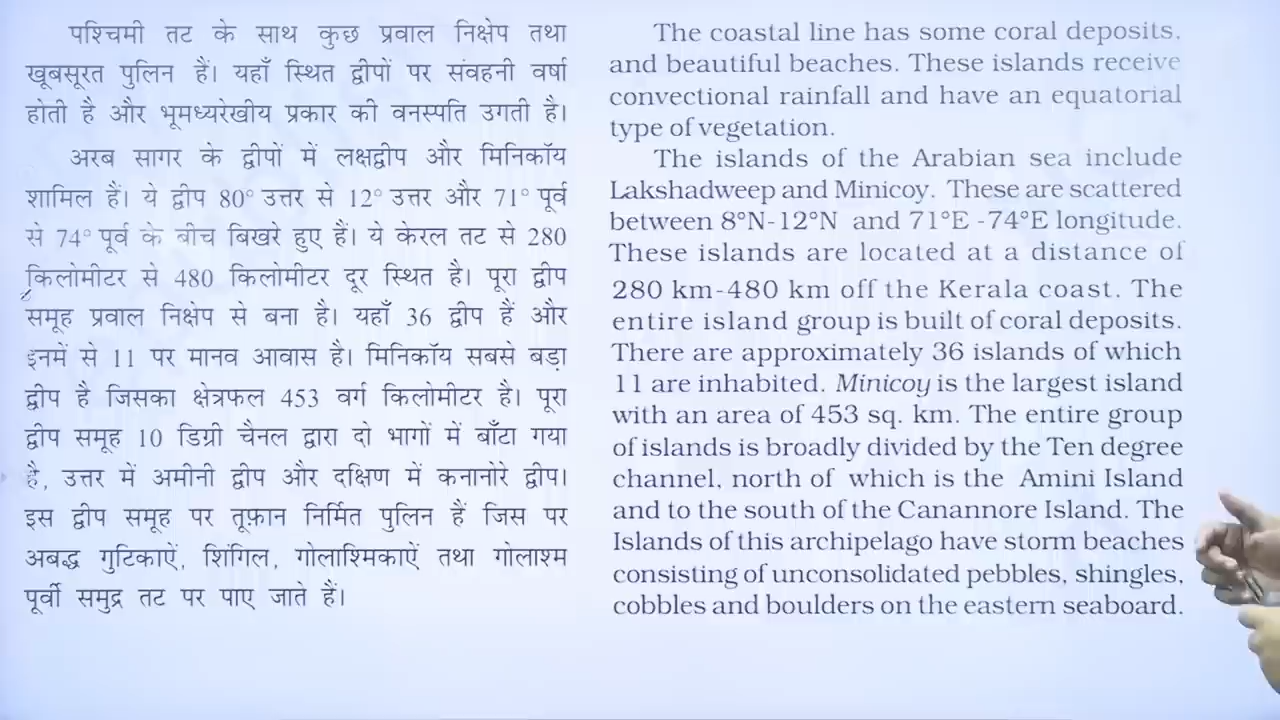 पश्चिमी तट के साथ कुछ प्रवाल निक्षेप तथा
खूबसूरत पुलिन हैं। यहाँ स्थित द्वीपों पर संवहनी वर्षा
होती है और भूमध्यरेखीय प्रकार की वनस्पति उगती है।
अरब सागर के द्वीपों में लक्षद्वीप और मिनिकॉय
शामिल हैं। ये द्वीप 80° उत्तर से 12° उत्तर और 71° पूर्व
से 74° पूर्व के बीच बिखरे हुए हैं। ये केरल तट से 280
किलोमीटर से 480 किलोमीटर दूर स्थित है। पूरा द्वीप
समूह प्रवाल निक्षेप से बना है। यहाँ 36 द्वीप हैं और
इनमें से 11 पर मानव आवास है। मिनिकॉय सबसे बड़ा
द्वीप है जिसका क्षेत्रफल 453 वर्ग किलोमीटर है। पूरा
द्वीप समूह 10 डिग्री चैनल द्वारा दो भागों में बाँटा गया
है, उत्तर में अमीनी द्वीप और दक्षिण में कनानोरे द्वीप।
इस द्वीप समूह पर तूफ़ान निर्मित पुलिन हैं जिस पर
अबद्ध गुटिकाऐं, शिंगिल, गोलाश्मिकाऐं तथा गोलाश्म
पूर्वी समुद्र तट पर पाए जाते हैं।
The coastal line has some coral deposits,
and beautiful beaches. These islands receive
convectional rainfall and have an equatorial
type of vegetation.
The islands of the Arabian sea include
Lakshadweep and Minicoy. These are scattered
between 8°N-12°N and 71°E -74°E longitude.
These islands are located at a distance of
280 km-480 km off the Kerala coast. The
entire island group is built of coral deposits.
There are approximately 36 islands of which
11 are inhabited. Minicoy is the largest island
with an area of 453 sq. km. The entire group
of islands is broadly divided by the Ten degree
channel, north of which is the Amini Island
and to the south of the Canannore Island. The
Islands of this archipelago have storm beaches
consisting of unconsolidated pebbles, shingles,
cobbles and boulders on the eastern seaboard.